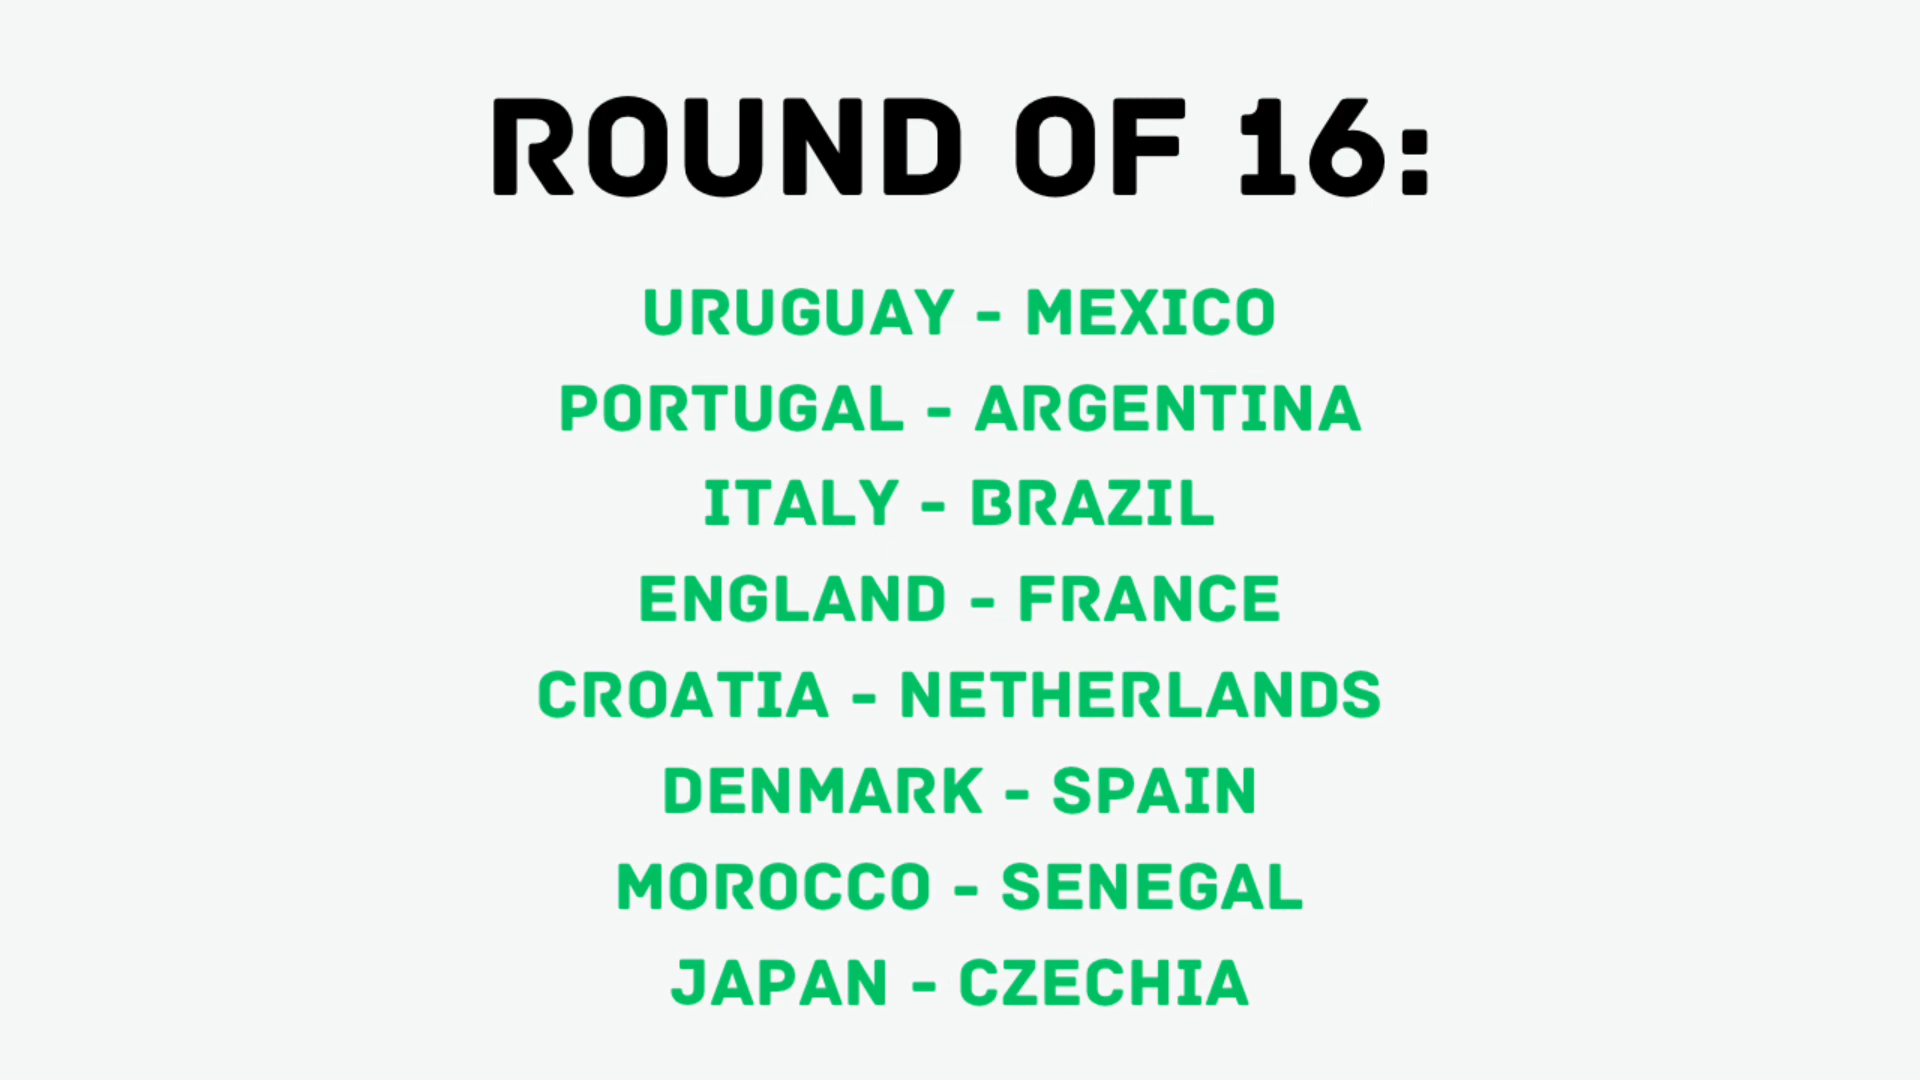 ROUND OF 16:
URUGUAY - MEXICO
PORTUGAL - ARGENTINA
ITALY - BRAZIL
ENGLAND - FRANCE
CROATIA - NETHERLANDS
DENMARK - SPAIN
MOROCCO - SENEGAL
JAPAN - CZECHIA